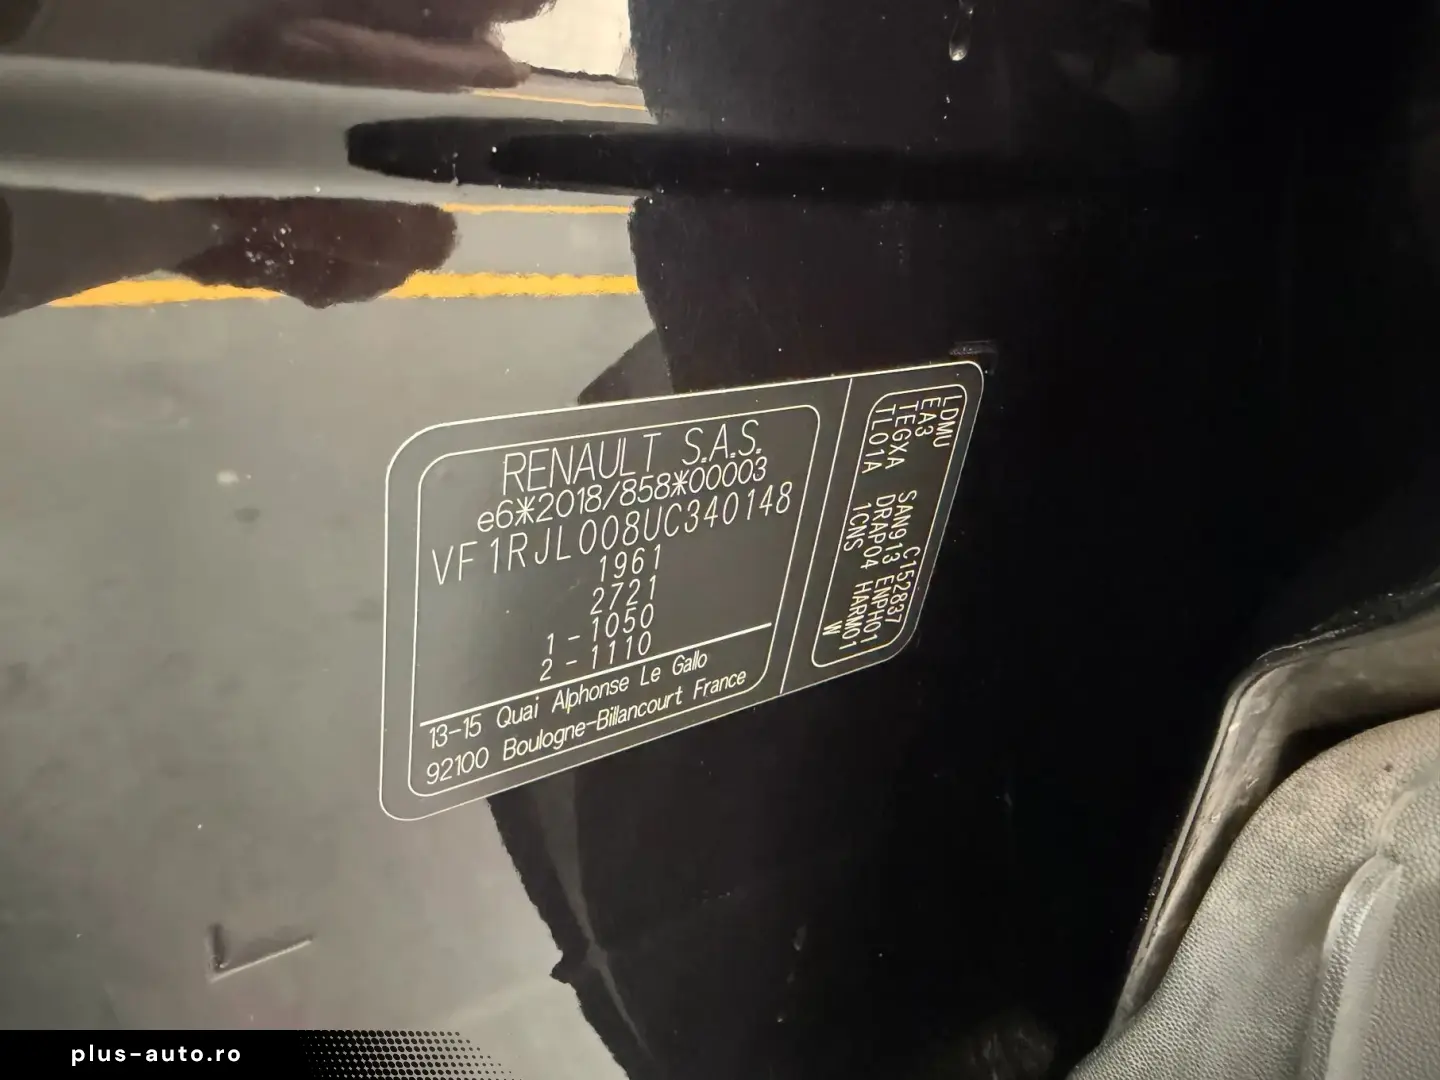 RENAULT S.A.S.
e6*2018/858*00003
VF1RJL008UC340148
1961
2721
1-1050
2-1110
13-15 Quai Alphonse Le Gallo
92100 Boulogne-Billancourt France
LDMU
EA3 C152837
TEGXA SAN913 ENPH01
TL01A DRAP04 HARM01
1CNS W
plus-auto.ro